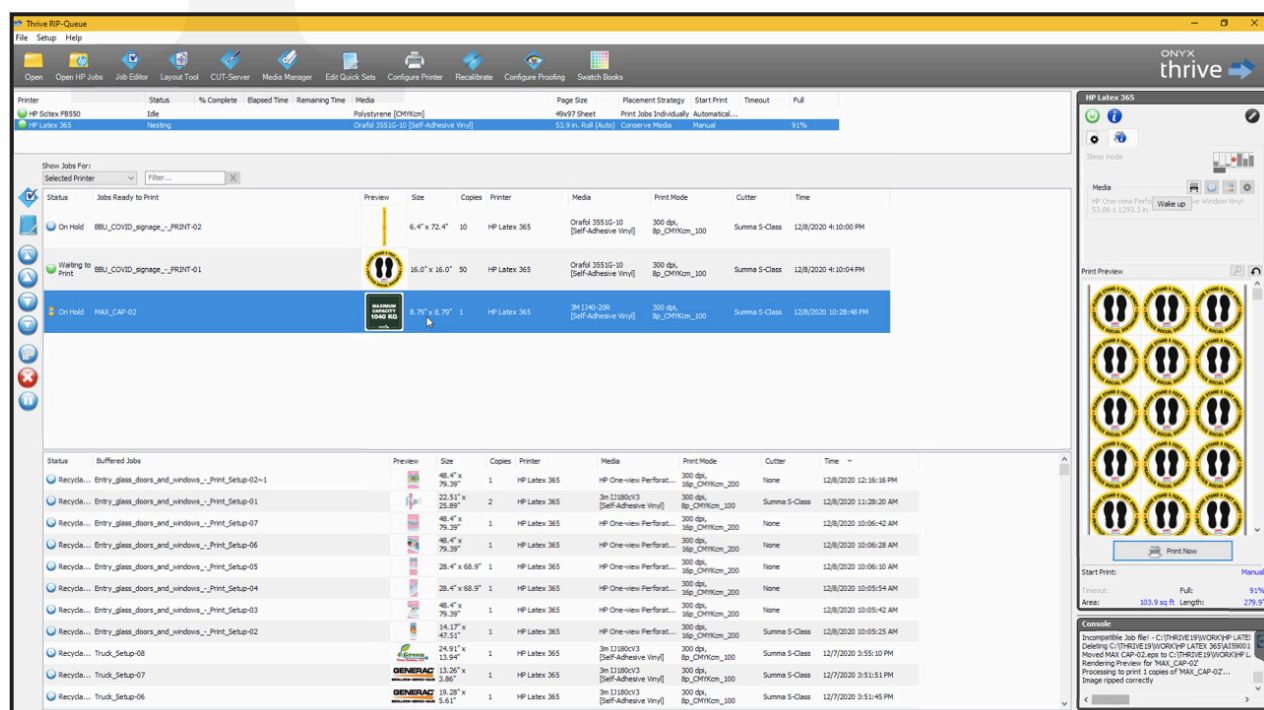 Thrive RIP-Queue
File Setup Help
Open Open HP Jobs Job Editor Layout Tool CUT-Server Media Manager Edit Quick Sets Configure Printer Recalibrate Configure Proofing Swatch Books
ONYX
thrive
Printer Status % Complete Elapsed Time Remaining Time Media Page Size Placement Strategy Start Print Timeout Full
HP Scitex FB550 Idle Polystyrene [CMYKcm] 49x97 Sheet Print Jobs Individually Automatical...
HP Latex 365 Nesting Orafol 3551G-10 [Self-Adhesive Vinyl] 53.9 in. Roll (Auto) Conserve Media Manual 91%
Show Jobs For:
Selected Printer Filter... X
Status Jobs Ready to Print Preview Size Copies Printer Media Print Mode Cutter Time
On Hold BBU_COVID_signage_-_PRINT-02 6.4" x 72.4" 10 HP Latex 365 Orafol 3551G-10 [Self-Adhesive Vinyl] 300 dpi, 8p_CMYKcm_100 Summa S-Class 12/8/2020 4:10:00 PM
Waiting to Print BBU_COVID_signage_-_PRINT-01 16.0" x 16.0" 50 HP Latex 365 Orafol 3551G-10 [Self-Adhesive Vinyl] 300 dpi, 8p_CMYKcm_100 Summa S-Class 12/8/2020 4:10:04 PM
On Hold MAX_CAP-02 MAXIMUM CAPACITY 1040 KG 8.79" x 8.79" 1 HP Latex 365 3M IJ40-20R [Self-Adhesive Vinyl] 300 dpi, 8p_CMYKcm_100 Summa S-Class 12/8/2020 10:28:48 PM
Status Buffered Jobs Preview Size Copies Printer Media Print Mode Cutter Time
Recycla... Entry_glass_doors_and_windows_-_Print_Setup-02~1 48.4" x 79.39" 1 HP Latex 365 HP One-view Perforat... 300 dpi, 16p_CMYKcm_200 None 12/8/2020 12:16:16 PM
Recycla... Entry_glass_doors_and_windows_-_Print_Setup-01 22.51" x 25.89" 2 HP Latex 365 3m IJ180cV3 [Self-Adhesive Vinyl] 300 dpi, 8p_CMYKcm_100 Summa S-Class 12/8/2020 11:28:20 AM
Recycla... Entry_glass_doors_and_windows_-_Print_Setup-07 48.4" x 79.39" 1 HP Latex 365 HP One-view Perforat... 300 dpi, 16p_CMYKcm_200 None 12/8/2020 10:06:42 AM
Recycla... Entry_glass_doors_and_windows_-_Print_Setup-06 48.4" x 79.39" 1 HP Latex 365 HP One-view Perforat... 300 dpi, 16p_CMYKcm_200 None 12/8/2020 10:06:28 AM
Recycla... Entry_glass_doors_and_windows_-_Print_Setup-05 28.4" x 68.9" 1 HP Latex 365 HP One-view Perforat... 300 dpi, 16p_CMYKcm_200 None 12/8/2020 10:06:10 AM
Recycla... Entry_glass_doors_and_windows_-_Print_Setup-04 28.4" x 68.9" 1 HP Latex 365 HP One-view Perforat... 300 dpi, 16p_CMYKcm_200 None 12/8/2020 10:05:54 AM
Recycla... Entry_glass_doors_and_windows_-_Print_Setup-03 48.4" x 79.39" 1 HP Latex 365 HP One-view Perforat... 300 dpi, 16p_CMYKcm_200 None 12/8/2020 10:05:42 AM
Recycla... Entry_glass_doors_and_windows_-_Print_Setup-02 14.17" x 47.51" 1 HP Latex 365 HP One-view Perforat... 300 dpi, 16p_CMYKcm_200 Summa S-Class 12/8/2020 10:05:25 AM
Recycla... Truck_Setup-08 24.91" x 13.94" 1 HP Latex 365 3m IJ180cV3 [Self-Adhesive Vinyl] 300 dpi, 8p_CMYKcm_100 Summa S-Class 12/7/2020 3:55:10 PM
Recycla... Truck_Setup-07 GENERAC 13.26" x 3.86" 1 HP Latex 365 3m IJ180cV3 [Self-Adhesive Vinyl] 300 dpi, 8p_CMYKcm_100 Summa S-Class 12/7/2020 3:51:51 PM
Recycla... Truck_Setup-06 GENERAC 19.28" x 5.61" 1 HP Latex 365 3m IJ180cV3 [Self-Adhesive Vinyl] 300 dpi, 8p_CMYKcm_100 Summa S-Class 12/7/2020 3:51:45 PM
HP Latex 365
Sleep mode
Media
HP One-view Perfo ve Window Vinyl
53.86 x 1293.3 in.
Wake up
Print Preview
Print Now
Start Print: Manual
Timeout: Full: 91%
Area: 103.9 sq ft Length: 279.9"
Console
Incompatible Job file! - C:\THRIVE19\WORK\HP LATE
Deleting C:\THRIVE19\WORK\HP LATEX 365\AI59001
Moved MAX CAP-02.eps to C:\THRIVE19\WORK\HP L
Rendering Preview for 'MAX_CAP-02'
Processing to print 1 copies of 'MAX_CAP-02'...
Image ripped correctly